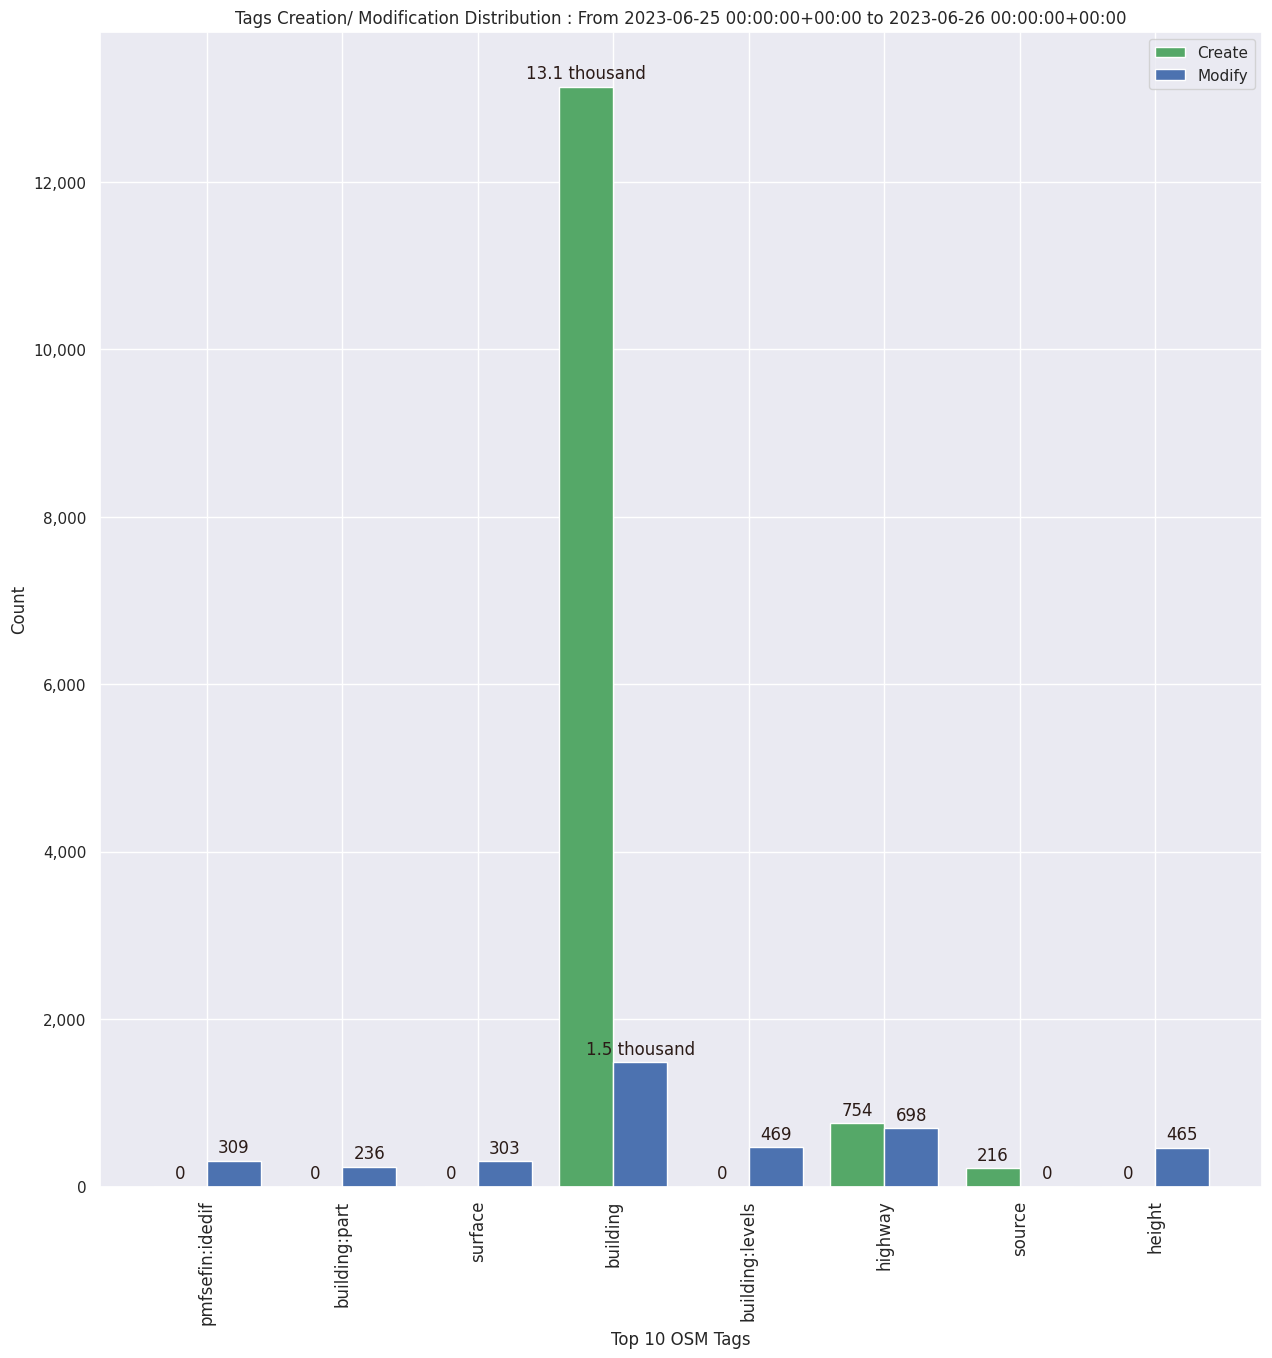 Tags Creation/ Modification Distribution : From 2023-06-25 00:00:00+00:00 to 2023-06-26 00:00:00+00:00
Create
Modify
13.1 thousand
12,000
10,000
8,000
6,000
4,000
2,000
0
Count
1.5 thousand
0
309
0
236
0
303
0
469
754
698
216
0
0
465
pmfsefin:idedif
building:part
surface
building
building:levels
highway
source
height
Top 10 OSM Tags